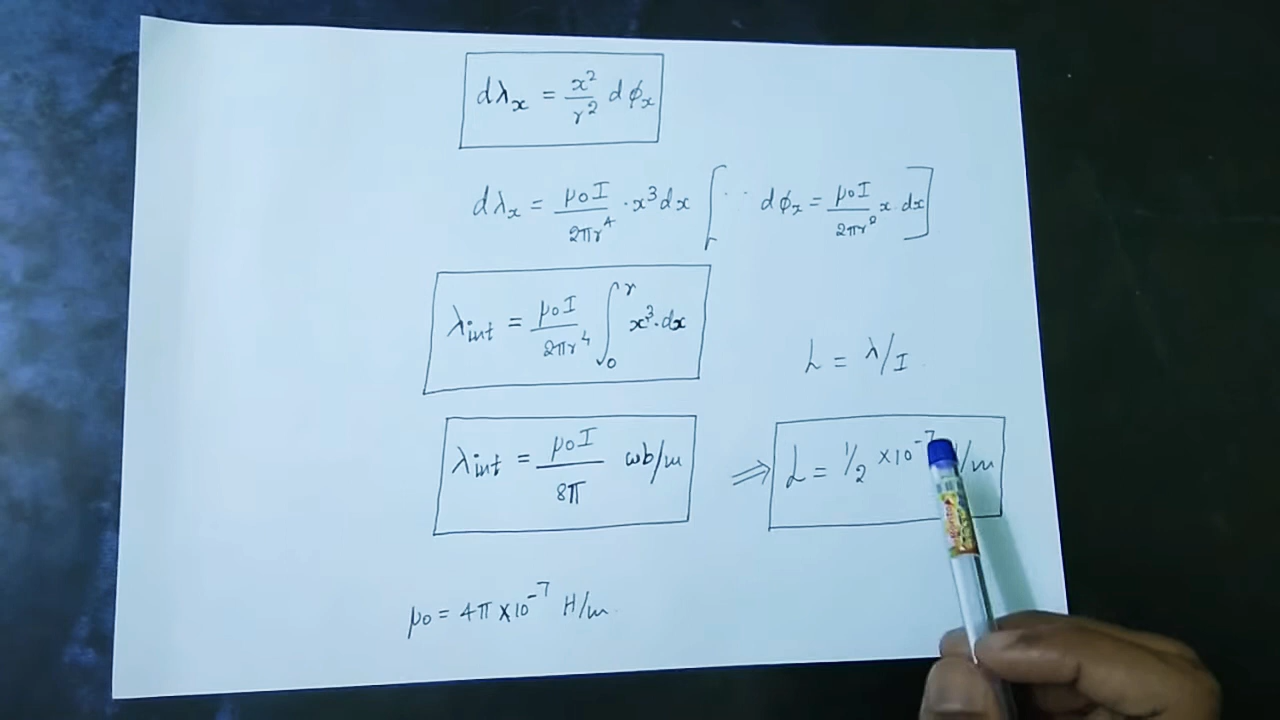 dλₓ = x²/r² dϕₓ
dλₓ = μ₀I/2πr⁴ · x³dx [ ∵ dϕₓ = μ₀I/2πr² x·dx ]
λint = μ₀I/2πr⁴ ∫₀ʳ x³·dx
L = λ/I
λint = μ₀I/8π wb/m ⇒ L = 1/2 ×10⁻⁷ /m
μ₀ = 4π×10⁻⁷ H/m